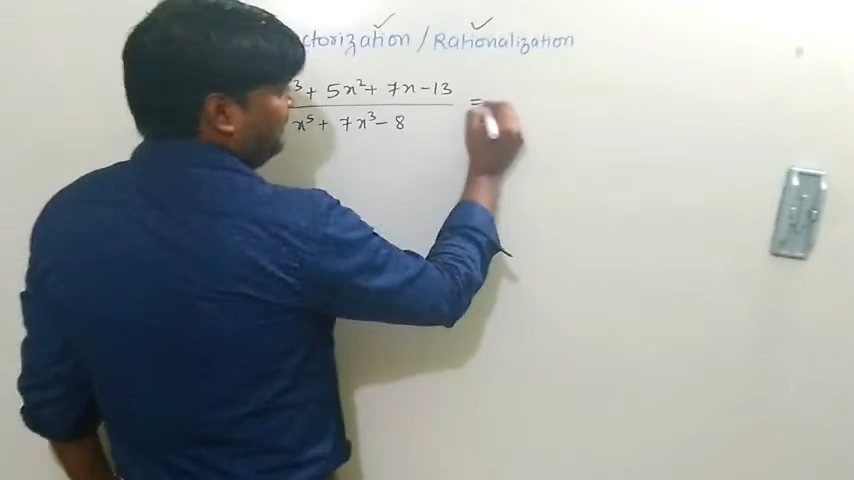 ctorization / Rationalization
³ + 5x² + 7x - 13 =
x⁵ + 7x³ - 8